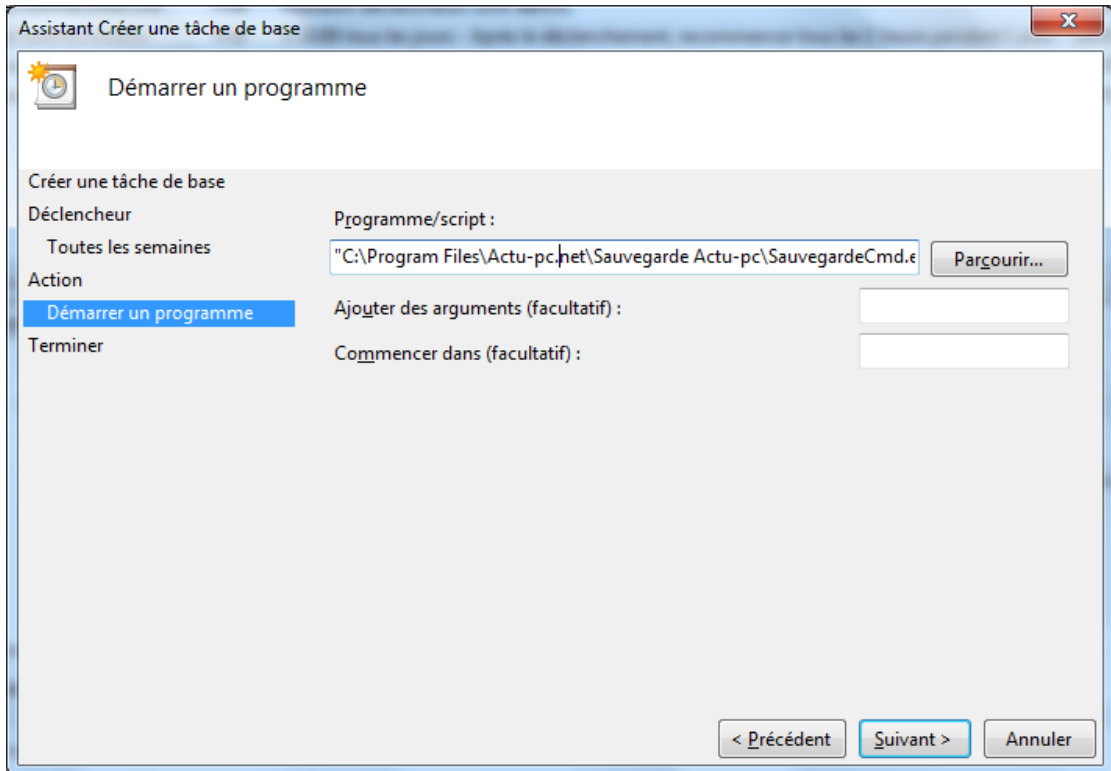 Assistant Créer une tâche de base
Démarrer un programme
Créer une tâche de base
Déclencheur
Toutes les semaines
Action
Démarrer un programme
Terminer
Programme/script :
"C:\Program Files\Actu-pc.net\Sauvegarde Actu-pc\SauvegardeCmd.e
Parcourir...
Ajouter des arguments (facultatif) :
Commencer dans (facultatif) :
< Précédent
Suivant >
Annuler